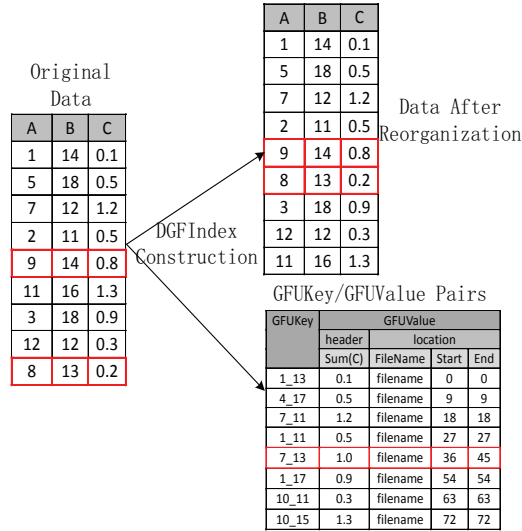 Original
Data
A B C
1 14 0.1
5 18 0.5
7 12 1.2
2 11 0.5
9 14 0.8
11 16 1.3
3 18 0.9
12 12 0.3
8 13 0.2
DGFIndex
Construction
A B C
1 14 0.1
5 18 0.5
7 12 1.2
2 11 0.5
9 14 0.8
8 13 0.2
3 18 0.9
12 12 0.3
11 16 1.3
Data After
Reorganization
GFUKey/GFUValue Pairs
GFUKey GFUValue
header location
Sum(C) FileName Start End
1_13 0.1 filename 0 0
4_17 0.5 filename 9 9
7_11 1.2 filename 18 18
1_11 0.5 filename 27 27
7_13 1.0 filename 36 45
1_17 0.9 filename 54 54
10_11 0.3 filename 63 63
10_15 1.3 filename 72 72